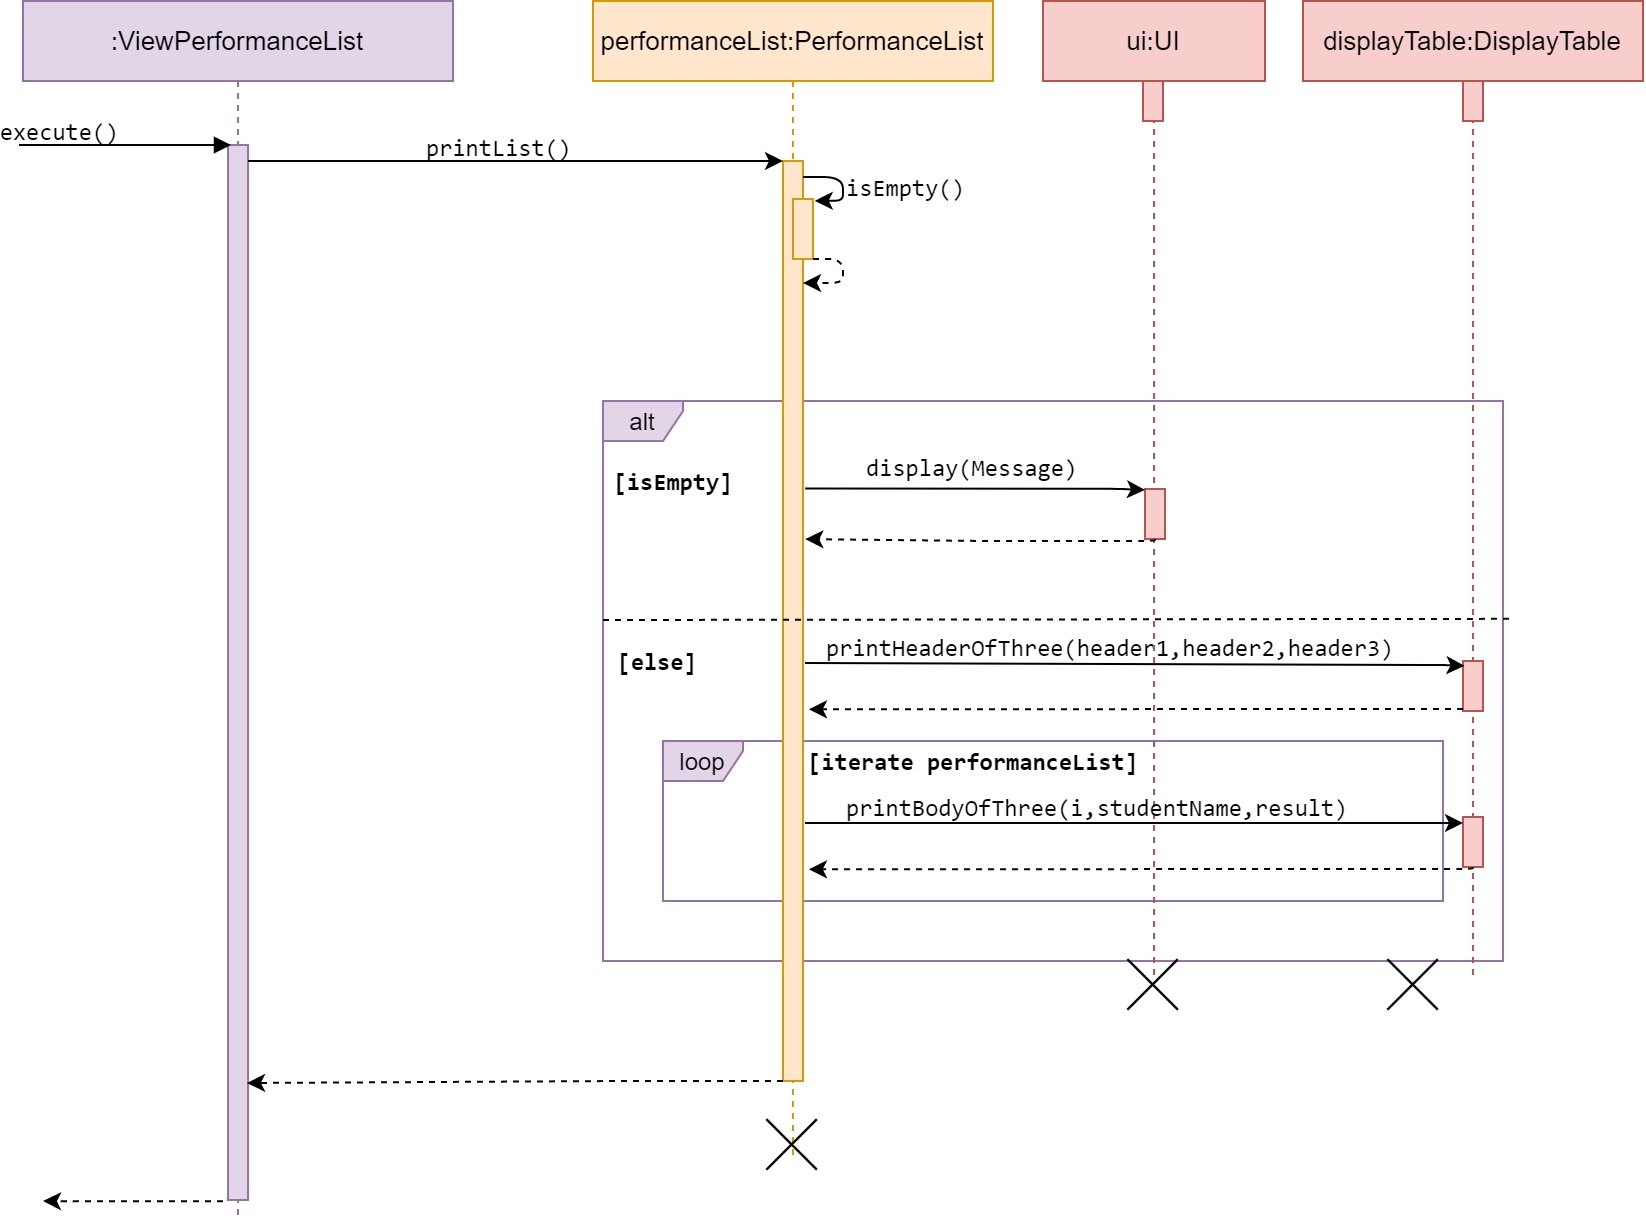 :ViewPerformanceList
performanceList:PerformanceList
ui:UI
displayTable:DisplayTable
execute()
printList()
isEmpty()
alt
display(Message)
[isEmpty]
printHeaderOfThree(header1,header2,header3)
[else]
loop
[iterate performanceList]
printBodyOfThree(i,studentName,result)